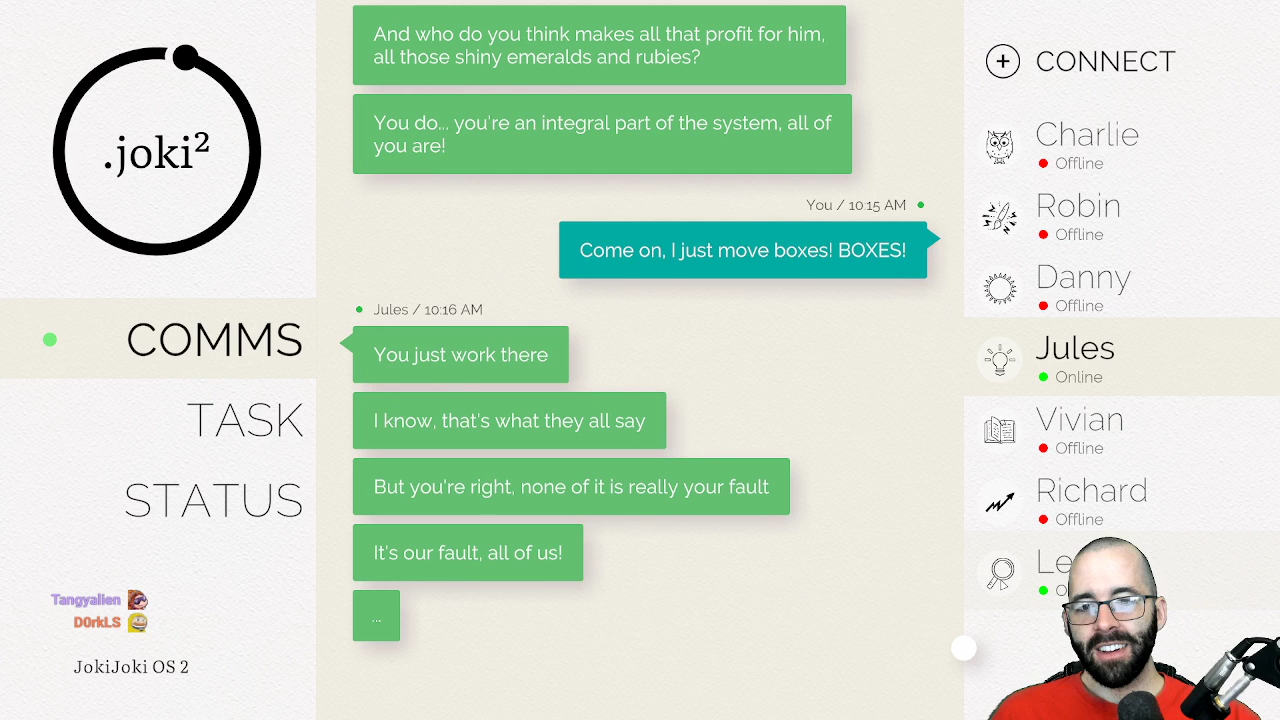 .joki²
COMMS
TASK
STATUS
Tangyalien
D0rkLS
JokiJoki OS 2
And who do you think makes all that profit for him,
all those shiny emeralds and rubies?
You do... you're an integral part of the system, all of
you are!
You / 10:15 AM
Come on, I just move boxes! BOXES!
Jules / 10:16 AM
You just work there
I know, that's what they all say
But you're right, none of it is really your fault
It's our fault, all of us!
...
+ CONNECT
Charlie
Offline
Robin
Offline
Danny
Offline
Jules
Online
Vivian
Offline
Richard
Offline